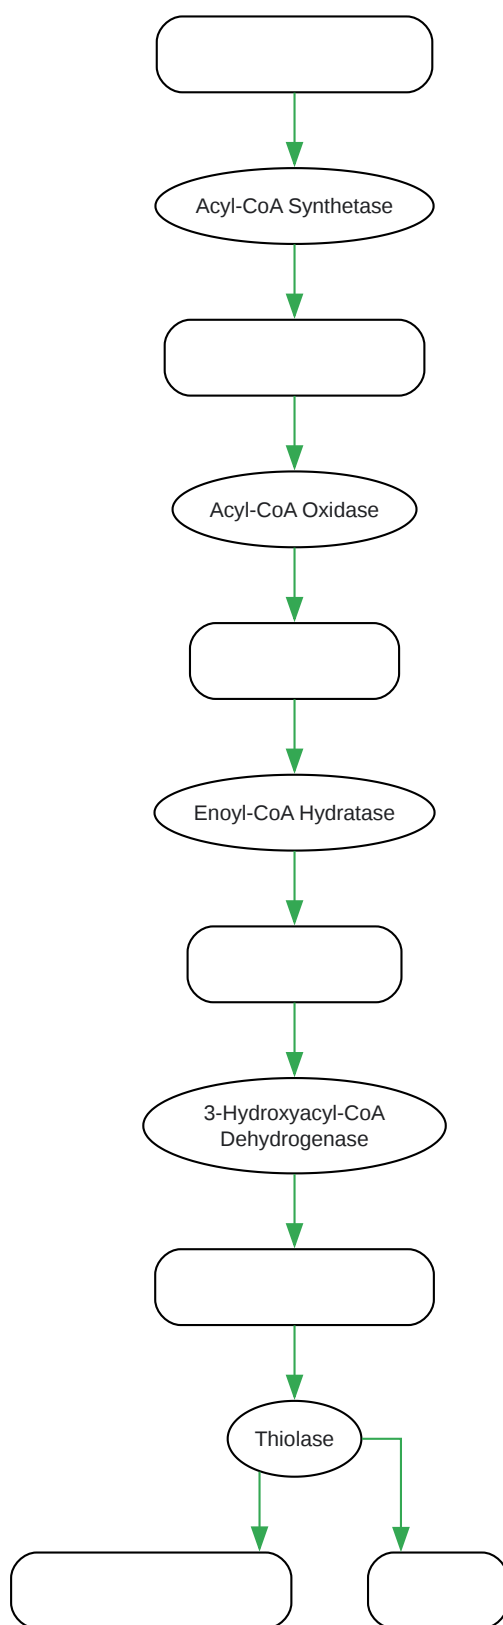 Acyl-CoA Synthetase
Acyl-CoA Oxidase
Enoyl-CoA Hydratase
3-Hydroxyacyl-CoA
Dehydrogenase
Thiolase